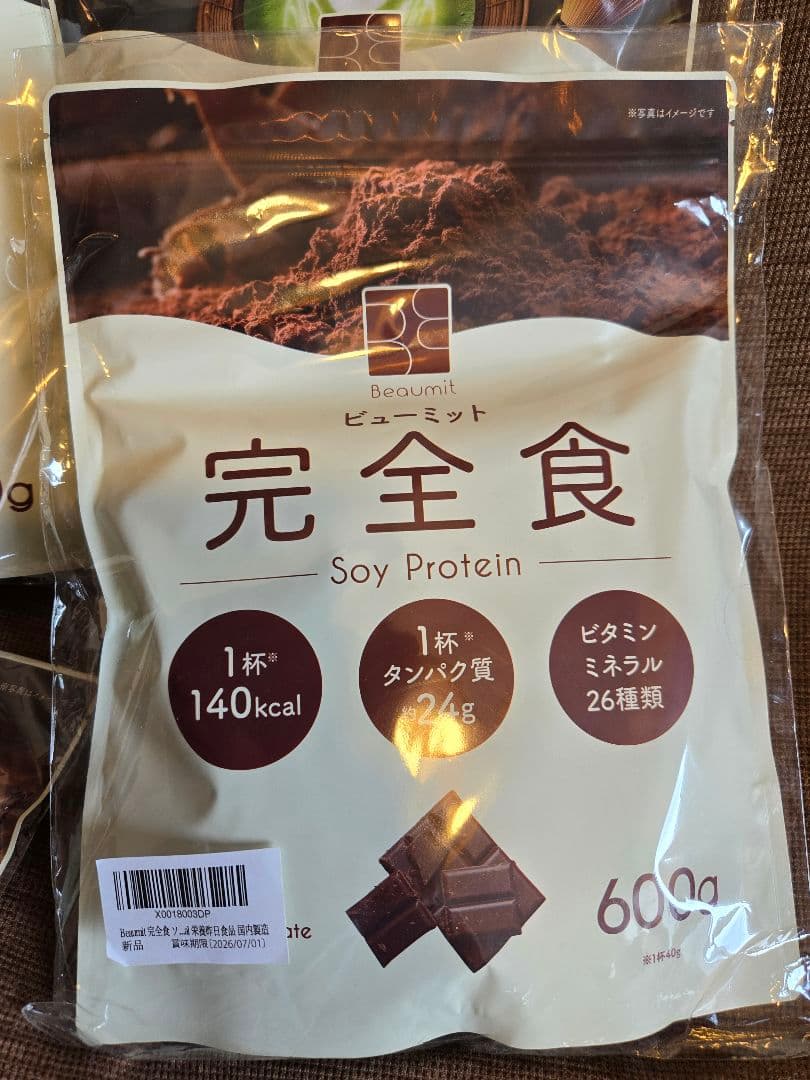 ※写真はイメージです
Beaumit
ビューミット
完全食
Soy Protein
1杯※
140kcal
1杯※
タンパク質
約24g
ビタミン
ミネラル
26種類
X0018003DP
Beaumit 完全食 ソ...al 栄養昨日食品 国内製造
新品 賞味期限〔2026/07/01〕
ate
600g
※1杯40g
g